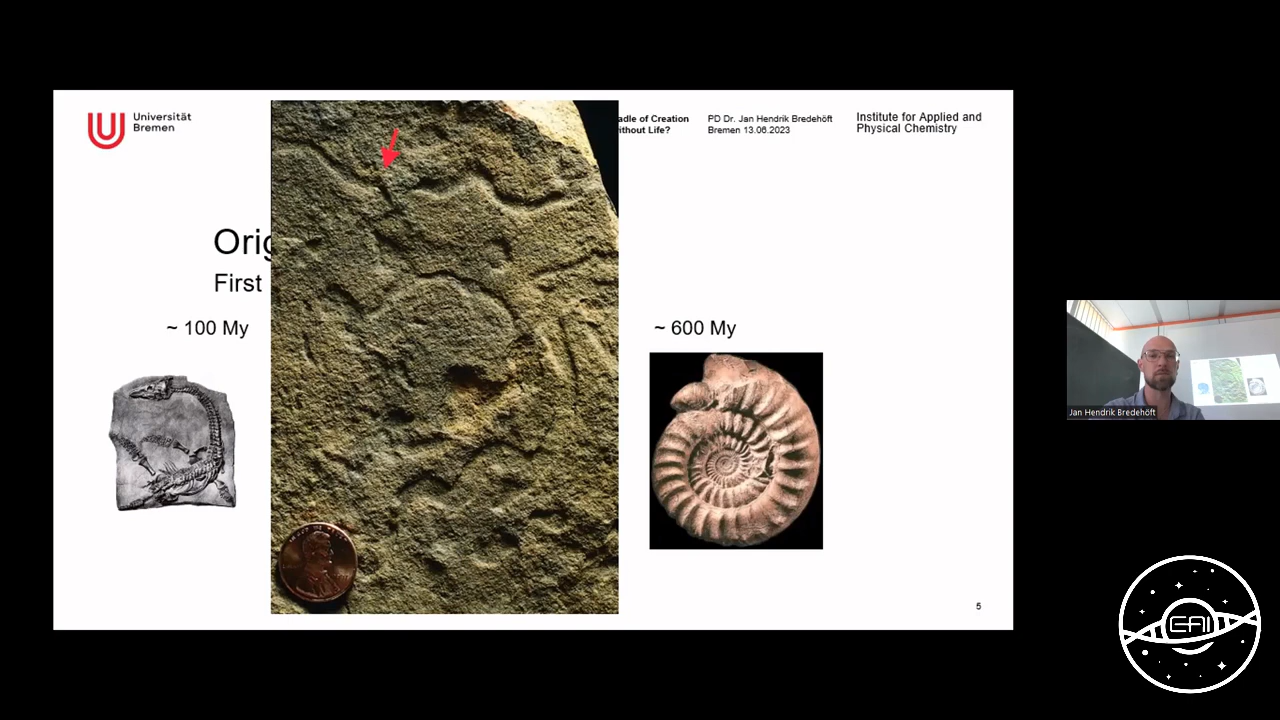 Universität
Bremen
adle of Creation
ithout Life?
PD Dr. Jan Hendrik Bredehöft
Bremen 13.06.2023
Institute for Applied and
Physical Chemistry
Orig
First
~ 100 My
~ 600 My
5
Jan Hendrik Bredehöft
EAI